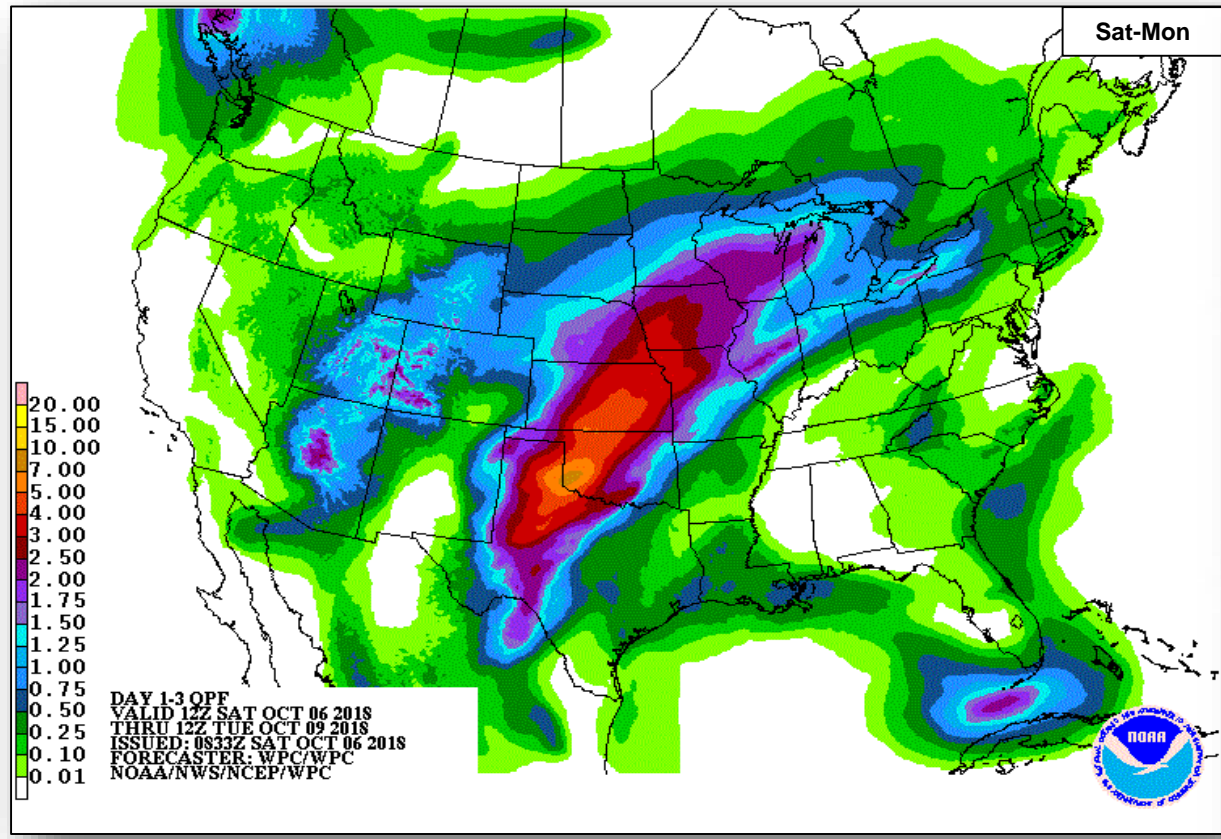 Sat-Mon
20.00
15.00
10.00
7.00
5.00
4.00
3.00
2.50
2.00
1.75
1.50
1.25
1.00
0.75
0.50
0.25
0.10
0.01
DAY 1-3 QPF
VALID 12Z SAT OCT 06 2018
THRU 12Z TUE OCT 09 2018
ISSUED: 0833Z SAT OCT 06 2018
FORECASTER: WPC/WPC
NOAA/NWS/NCEP/WPC
NOAA